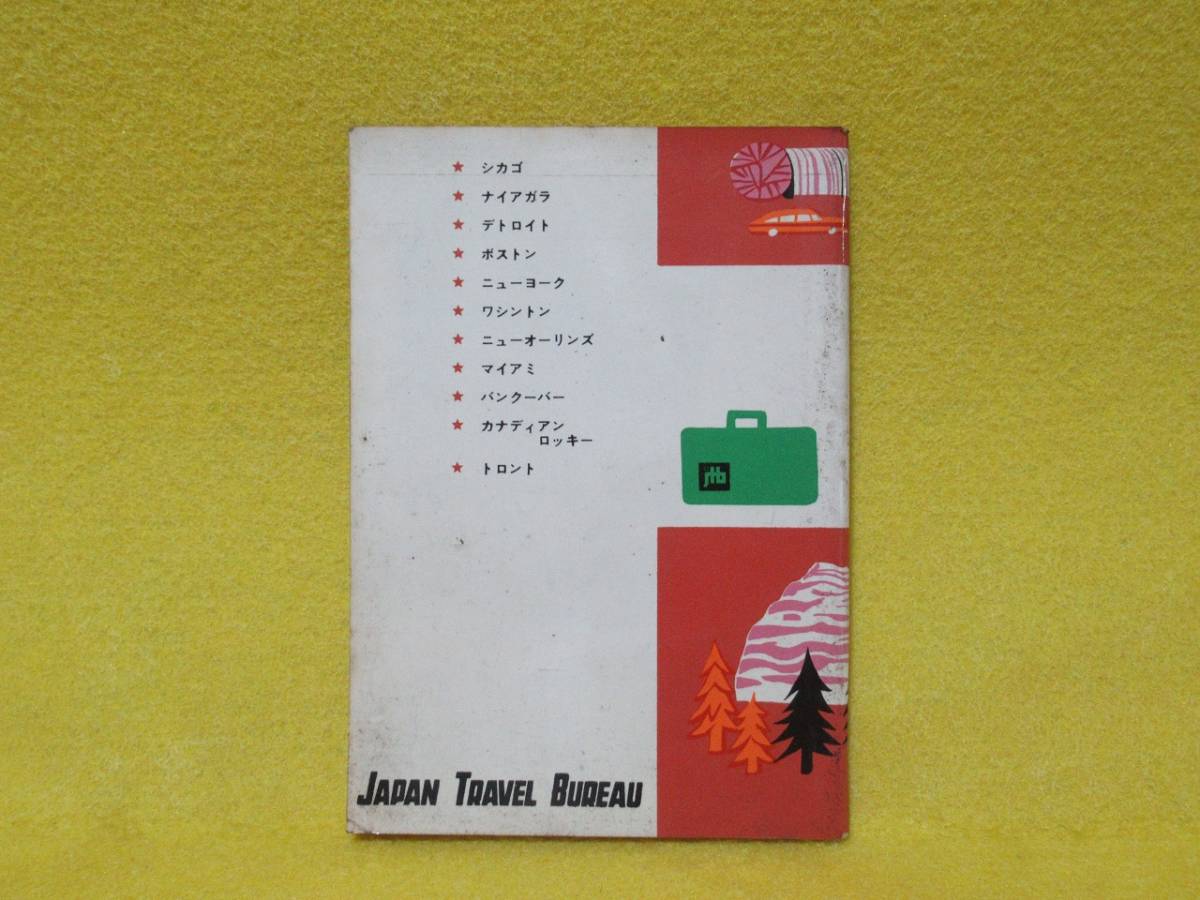 ★ シカゴ
★ ナイアガラ
★ デトロイト
★ ボストン
★ ニューヨーク
★ ワシントン
★ ニューオーリンズ
★ マイアミ
★ バンクーバー
★ カナディアン
ロッキー
★ トロント
jtb
JAPAN TRAVEL BUREAU